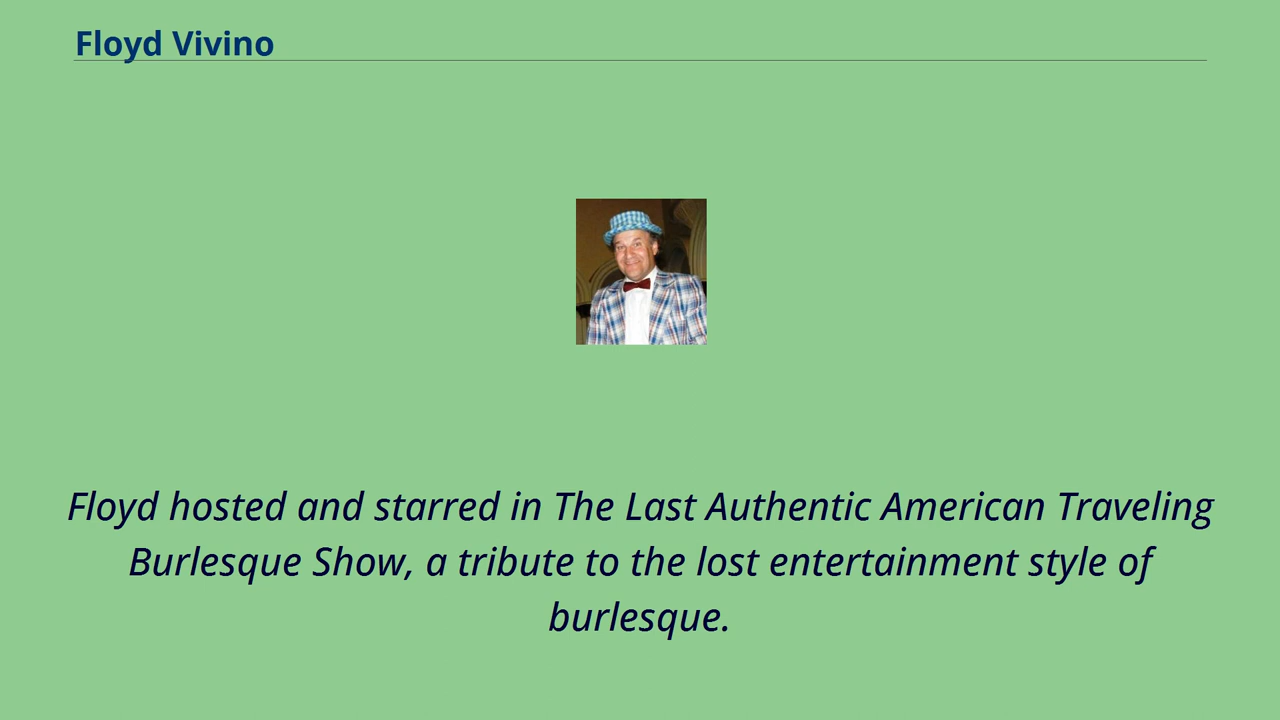 Floyd Vivino
Floyd hosted and starred in The Last Authentic American Traveling
Burlesque Show, a tribute to the lost entertainment style of
burlesque.